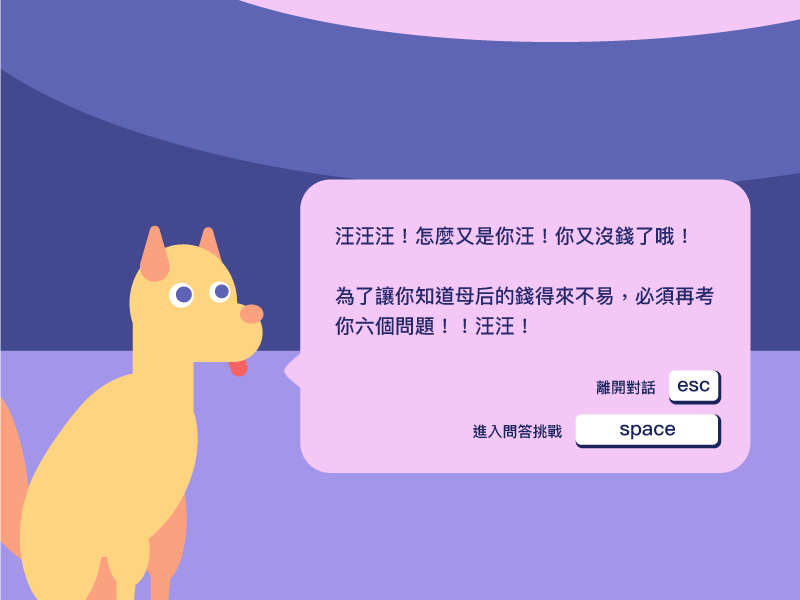 汪汪汪！怎麼又是你汪！你又沒錢了哦！
為了讓你知道母后的錢得來不易，必須再考
你六個問題！！汪汪！
離開對話 esc
進入問答挑戰 space